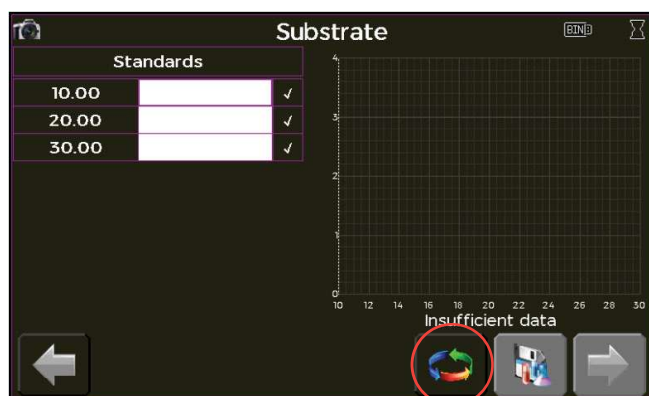 Substrate
BIN
Standards
10.00 ✓
20.00 ✓
30.00 ✓
4
3
2
1
0
10 12 14 16 18 20 22 24 26 28 30
Insufficient data